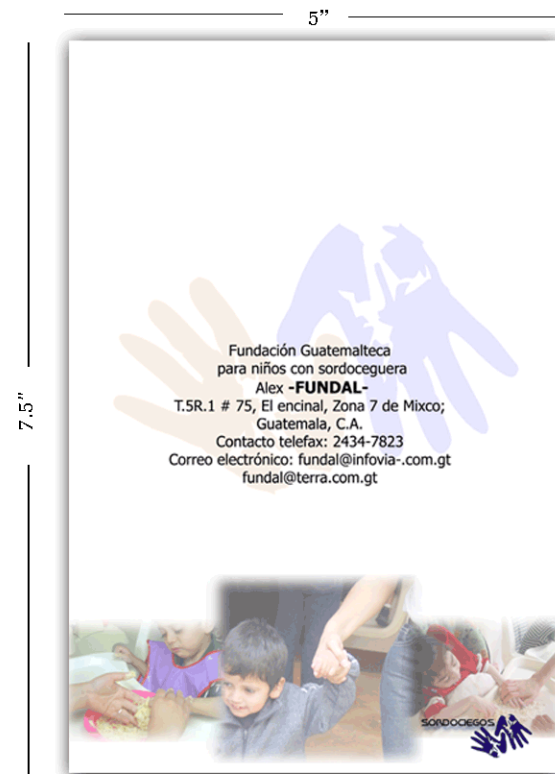 5”
7.5”
Fundación Guatemalteca
para niños con sordoceguera
Alex -FUNDAL-
T.5R.1 # 75, El encinal, Zona 7 de Mixco;
Guatemala, C.A.
Contacto telefax: 2434-7823
Correo electrónico: fundal@infovia-.com.gt
fundal@terra.com.gt
SORDOCIEGOS